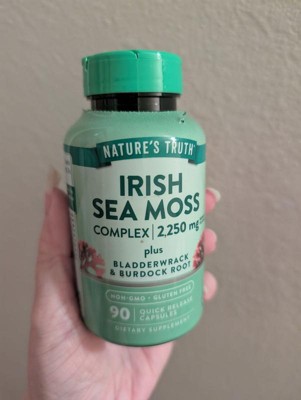 NATURE'S TRUTH
IRISH
SEA MOSS
COMPLEX | 2,250 mg
plus
BLADDERWRACK
& BURDOCK ROOT
NON-GMO • GLUTEN FREE
90 QUICK RELEASE
CAPSULES
DIETARY SUPPLEMENT